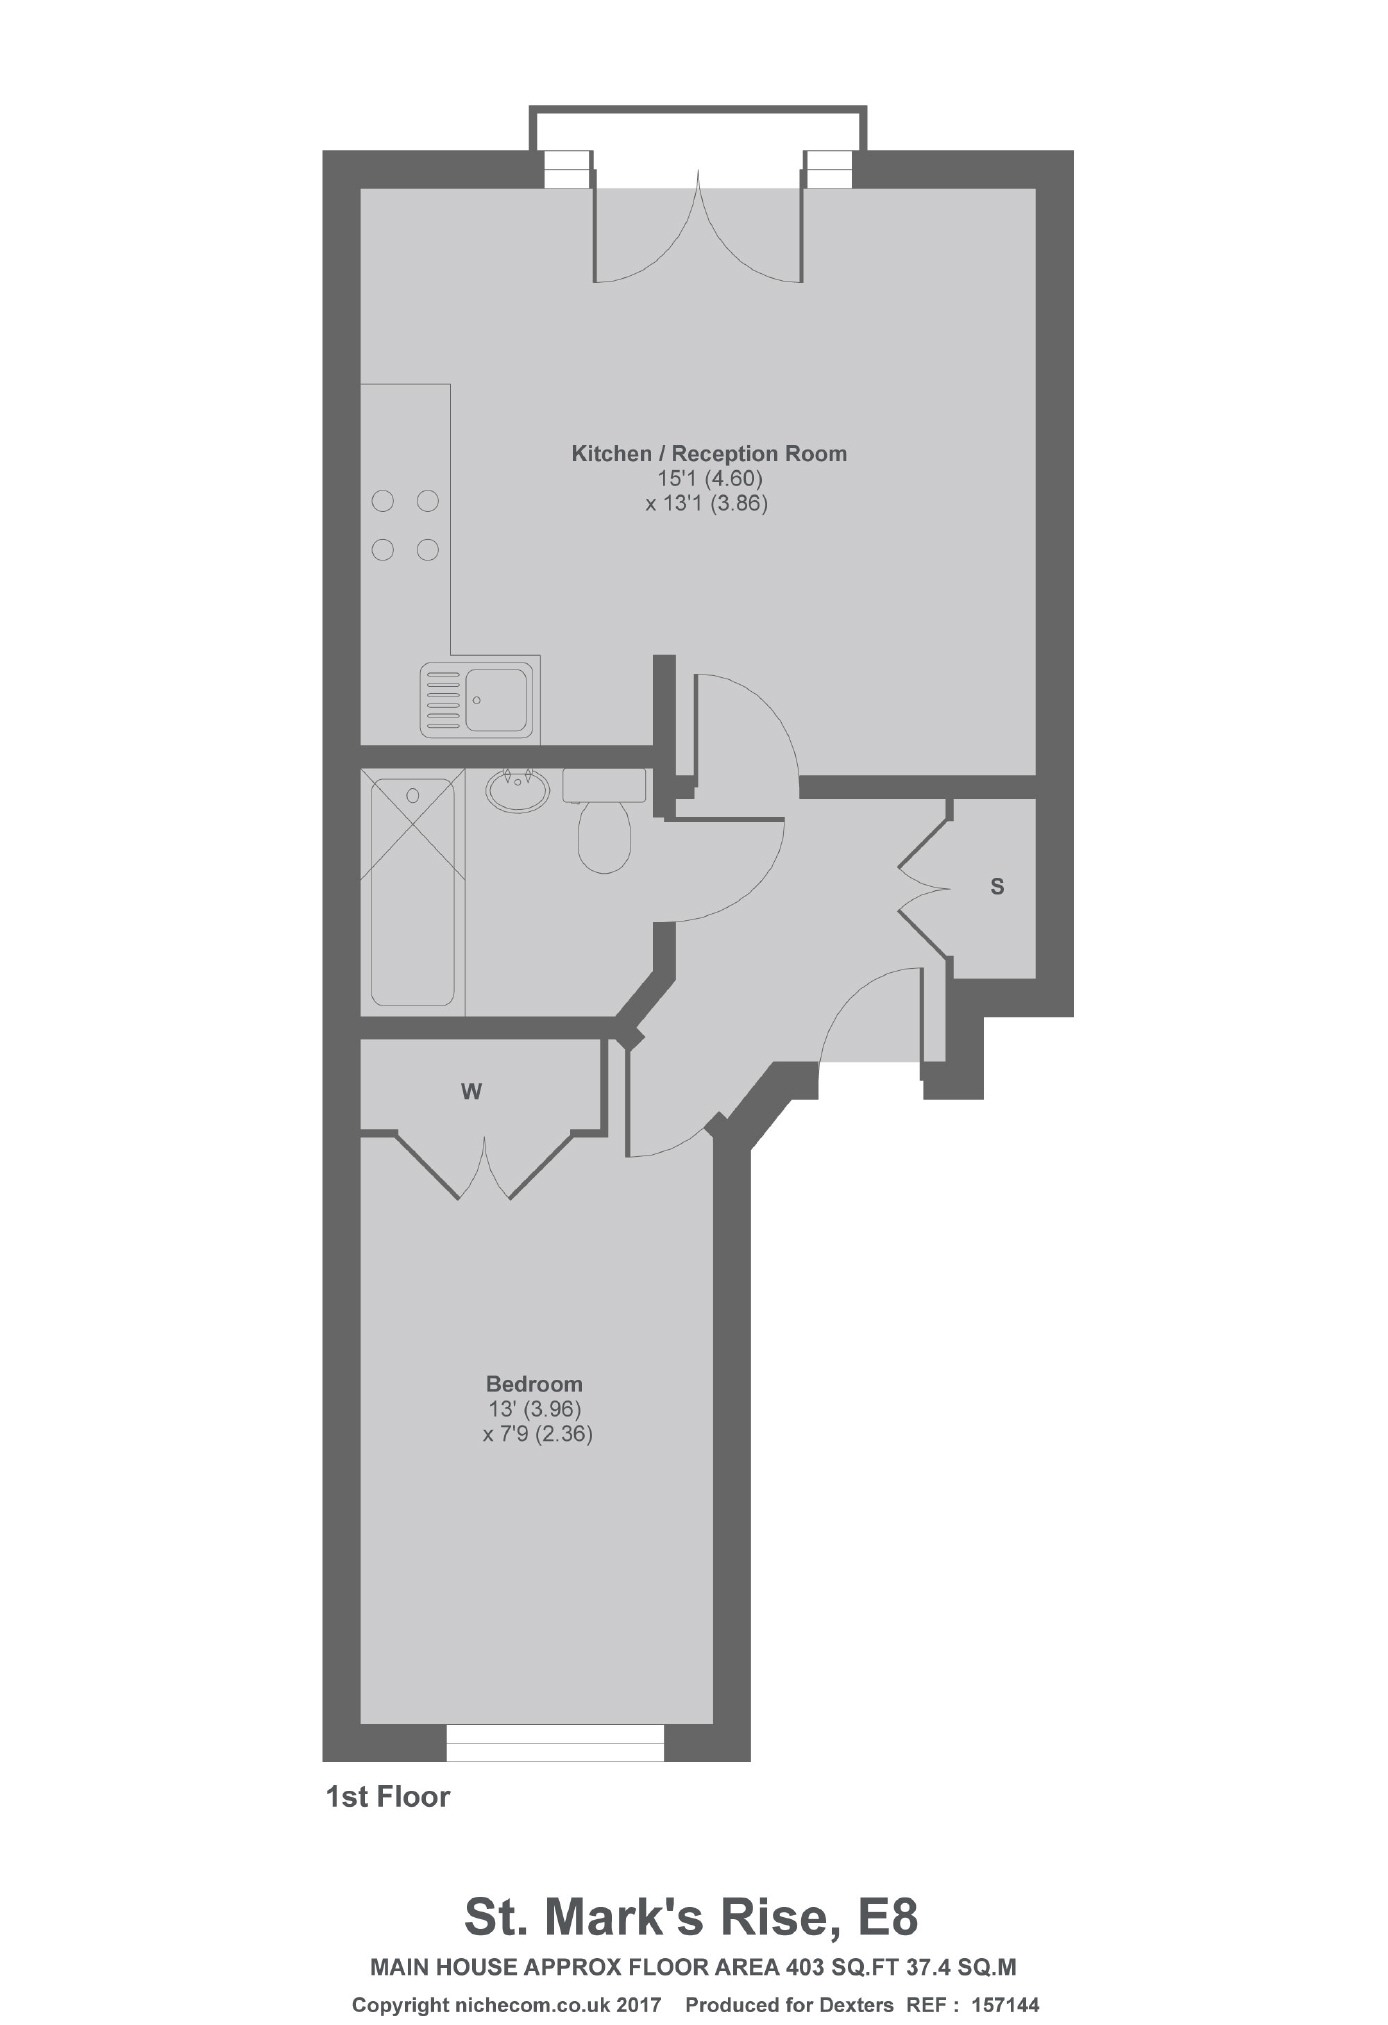 Kitchen / Reception Room
15'1 (4.60)
x 13'1 (3.86)
S
W
Bedroom
13' (3.96)
x 7'9 (2.36)
1st Floor
St. Mark's Rise, E8
MAIN HOUSE APPROX FLOOR AREA 403 SQ.FT 37.4 SQ.M
Copyright nichecom.co.uk 2017 Produced for Dexters REF : 157144